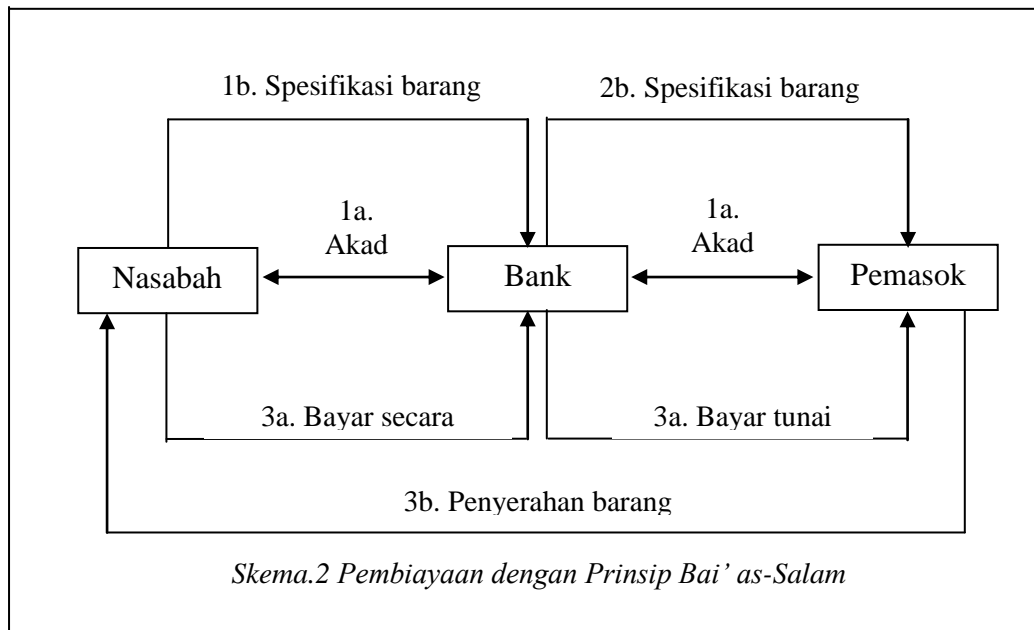 1b. Spesifikasi barang
2b. Spesifikasi barang
1a.
Akad
1a.
Akad
Nasabah
Bank
Pemasok
3a. Bayar secara
3a. Bayar tunai
3b. Penyerahan barang
Skema.2 Pembiayaan dengan Prinsip Bai’ as-Salam